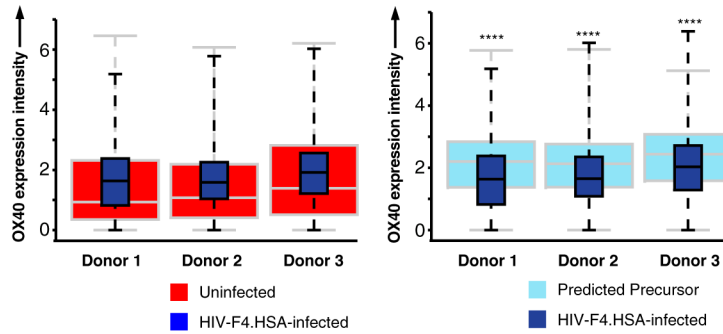 OX40 expression intensity
6
4
2
0
Donor 1 Donor 2 Donor 3
Uninfected
HIV-F4.HSA-infected
OX40 expression intensity
6
4
2
0
**** **** ****
Donor 1 Donor 2 Donor 3
Predicted Precursor
HIV-F4.HSA-infected